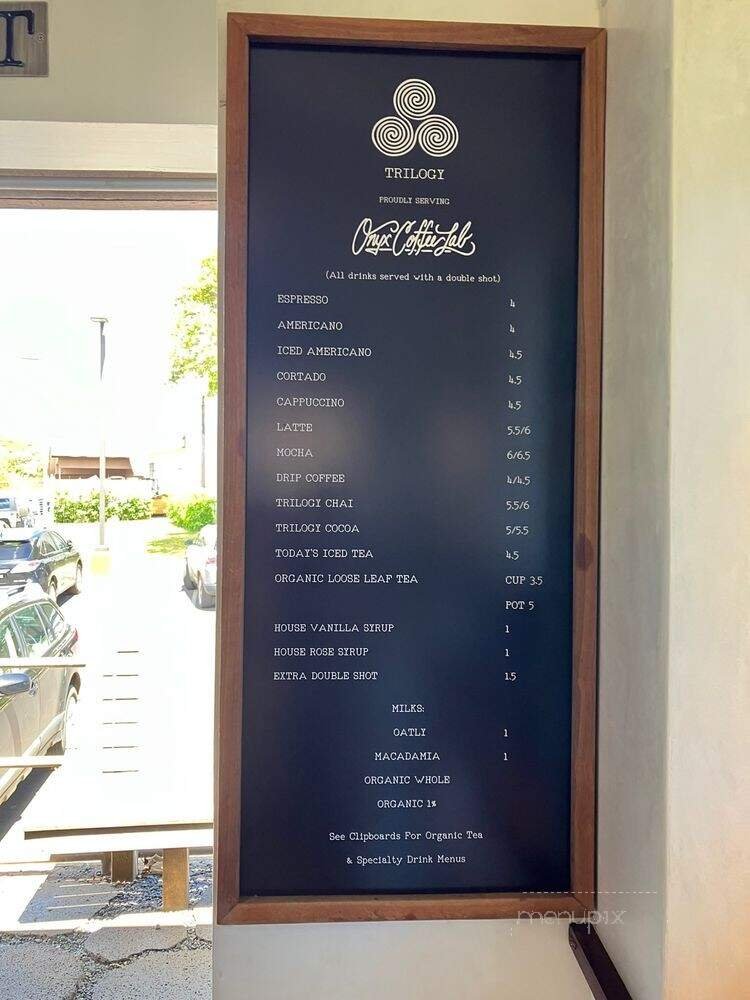 T
TRILOGY
PROUDLY SERVING
Onyx Coffee Lab
(All drinks served with a double shot)
ESPRESSO 4
AMERICANO 4
ICED AMERICANO 4.5
CORTADO 4.5
CAPPUCCINO 4.5
LATTE 5.5/6
MOCHA 6/6.5
DRIP COFFEE 4/4.5
TRILOGY CHAI 5.5/6
TRILOGY COCOA 5/5.5
TODAY'S ICED TEA 4.5
ORGANIC LOOSE LEAF TEA CUP 3.5
POT 5
HOUSE VANILLA SYRUP 1
HOUSE ROSE SYRUP 1
EXTRA DOUBLE SHOT 1.5
MILKS:
OATLY 1
MACADAMIA 1
ORGANIC WHOLE
ORGANIC 1%
See Clipboards For Organic Tea
& Specialty Drink Menus
menupix